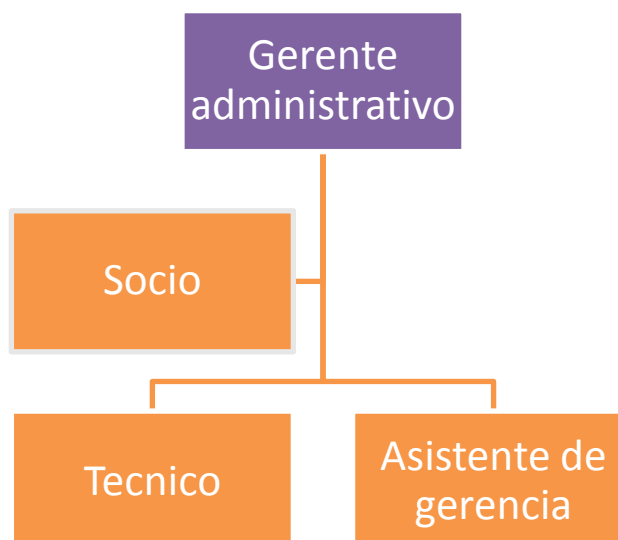 Gerente
administrativo
Socio
Tecnico
Asistente de
gerencia